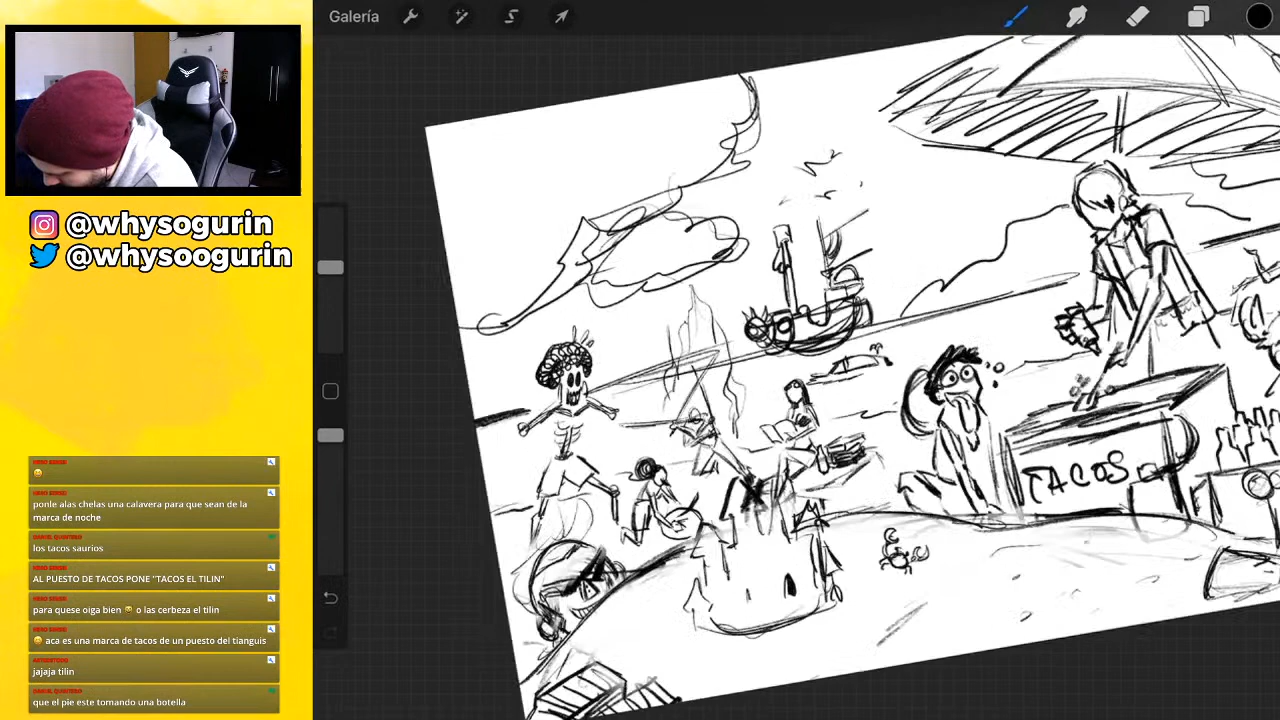 Galería
@whysogurin
@whysoogurin
ponle alas chelas una calavera para que sean de la
marca de noche
los tacos saurios
AL PUESTO DE TACOS PONE "TACOS EL TILIN"
para quese oiga bien 😁 o las cerbeza el tilin
😄 aca es una marca de tacos de un puesto del tianguis
jajaja tilin
que el pie este tomando una botella
TACOS